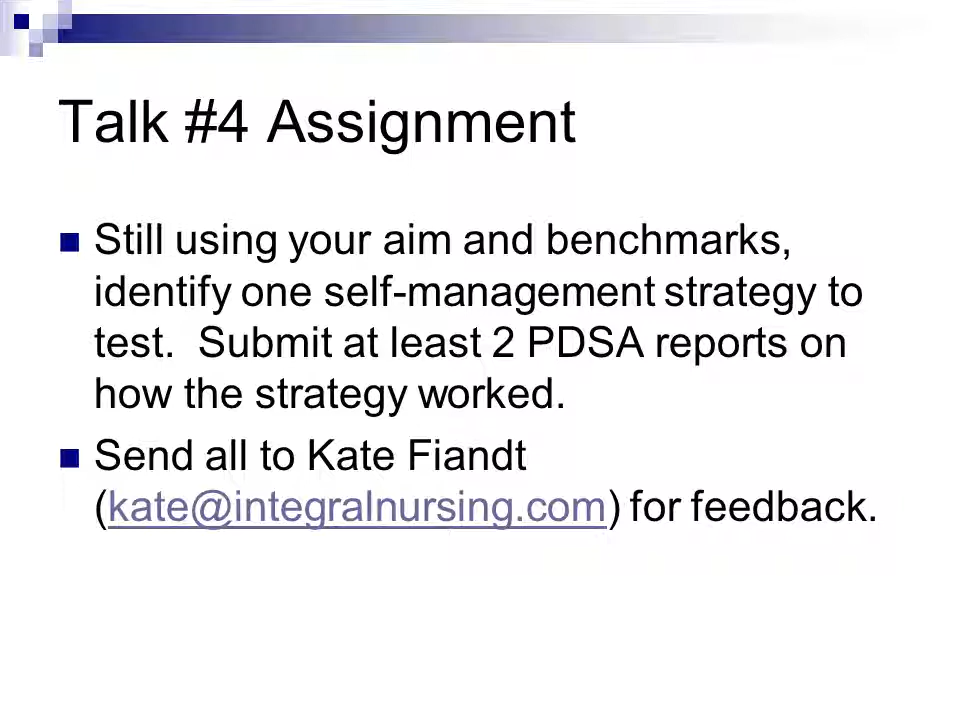 Talk #4 Assignment
Still using your aim and benchmarks,
identify one self-management strategy to
test.  Submit at least 2 PDSA reports on
how the strategy worked.
Send all to Kate Fiandt
(kate@integralnursing.com) for feedback.